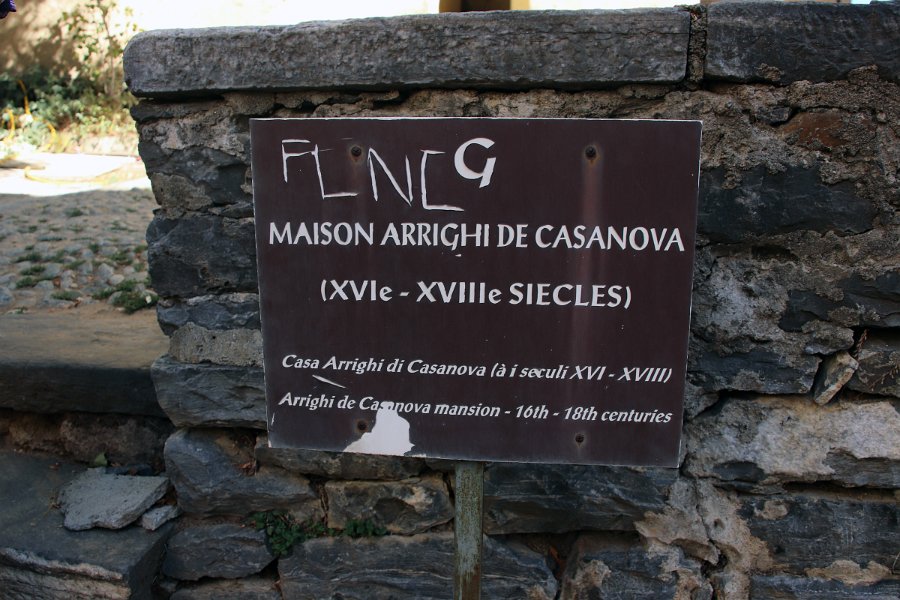 FLNC
G
MAISON ARRIGHI DE CASANOVA
(XVIe - XVIIIe SIECLES)
Casa Arrighi di Casanova (à i seculi XVI - XVIII)
Arrighi de Casanova mansion - 16th - 18th centuries